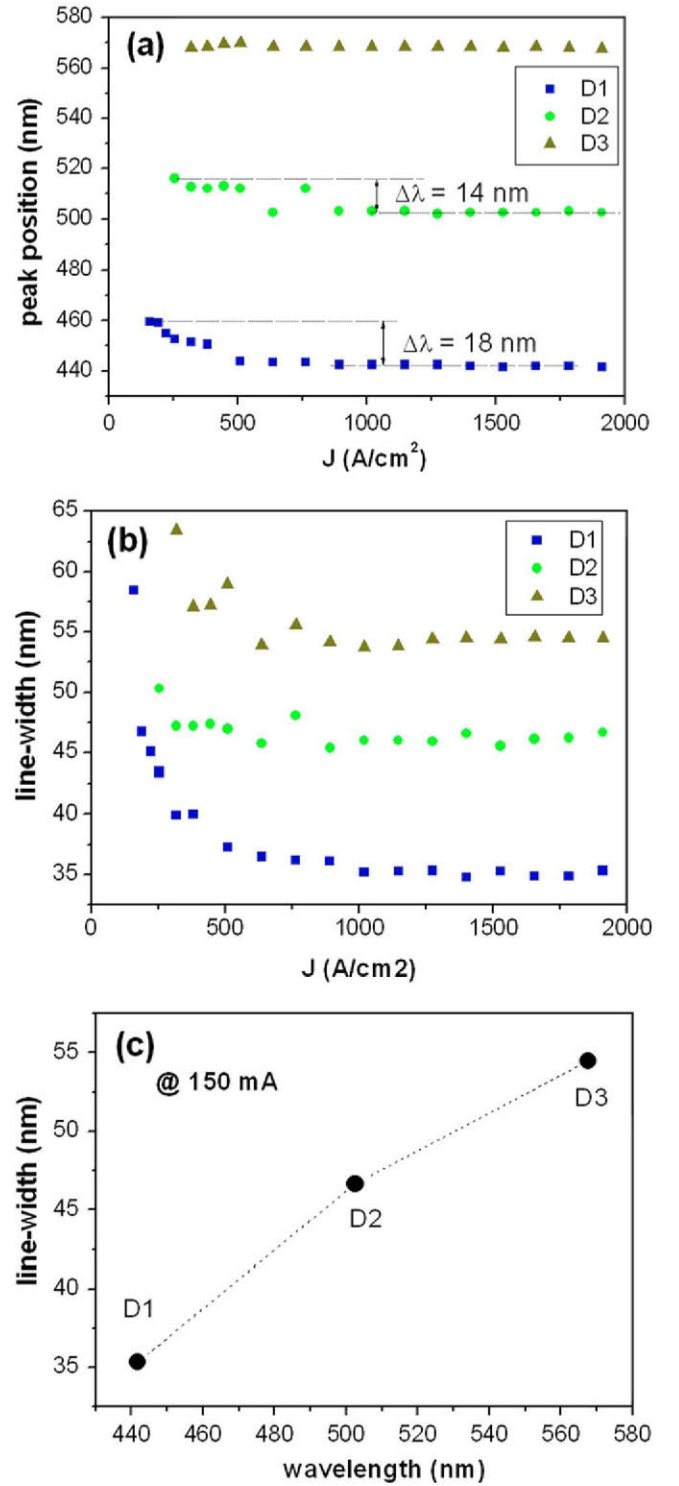 (a)
580
560
540
520
500
480
460
440
peak position (nm)
D1
D2
D3
Δλ = 14 nm
Δλ = 18 nm
0 500 1000 1500 2000
J (A/cm²)
(b)
65
60
55
50
45
40
35
line-width (nm)
D1
D2
D3
0 500 1000 1500 2000
J (A/cm2)
(c)
@ 150 mA
55
50
45
40
35
line-width (nm)
D3
D2
D1
440 460 480 500 520 540 560 580
wavelength (nm)